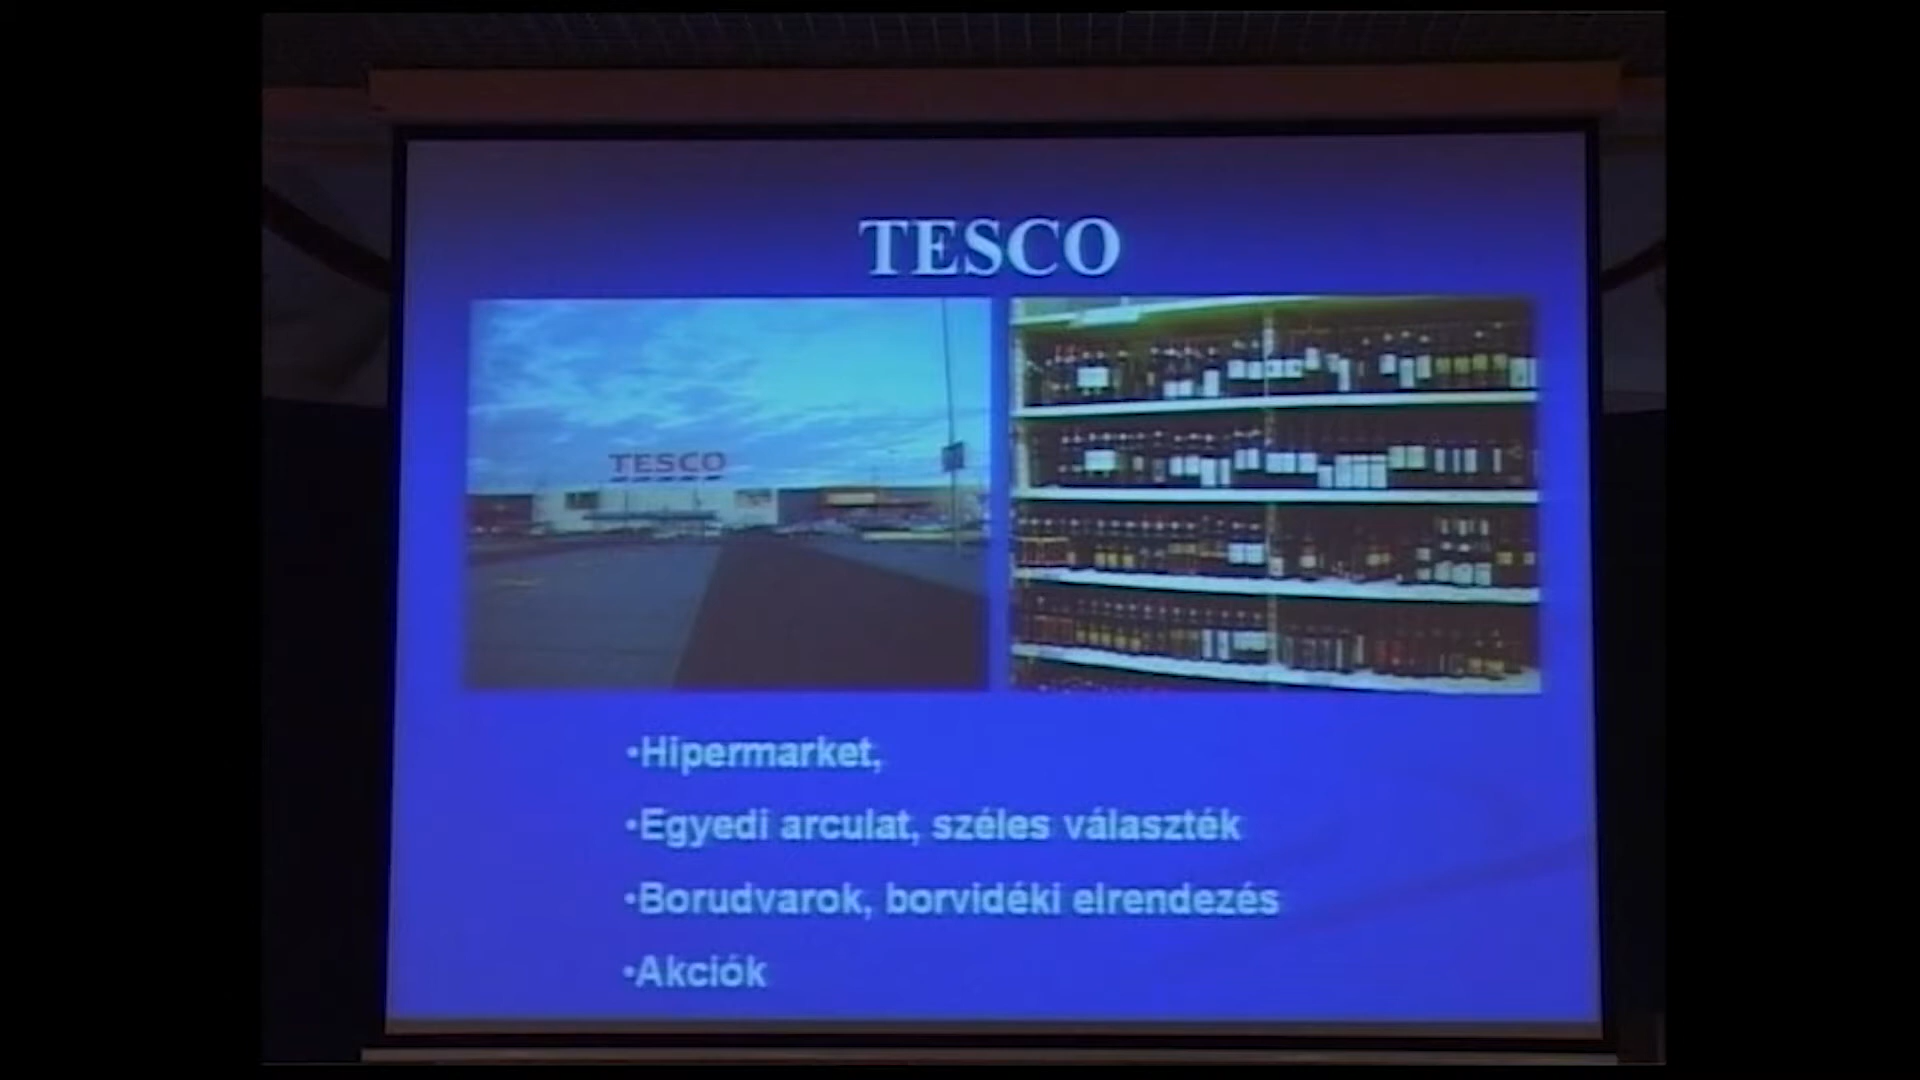 TESCO
TESCO
•Hipermarket,
•Egyedi arculat, széles választék
•Borudvarok, borvidéki elrendezés
•Akciók